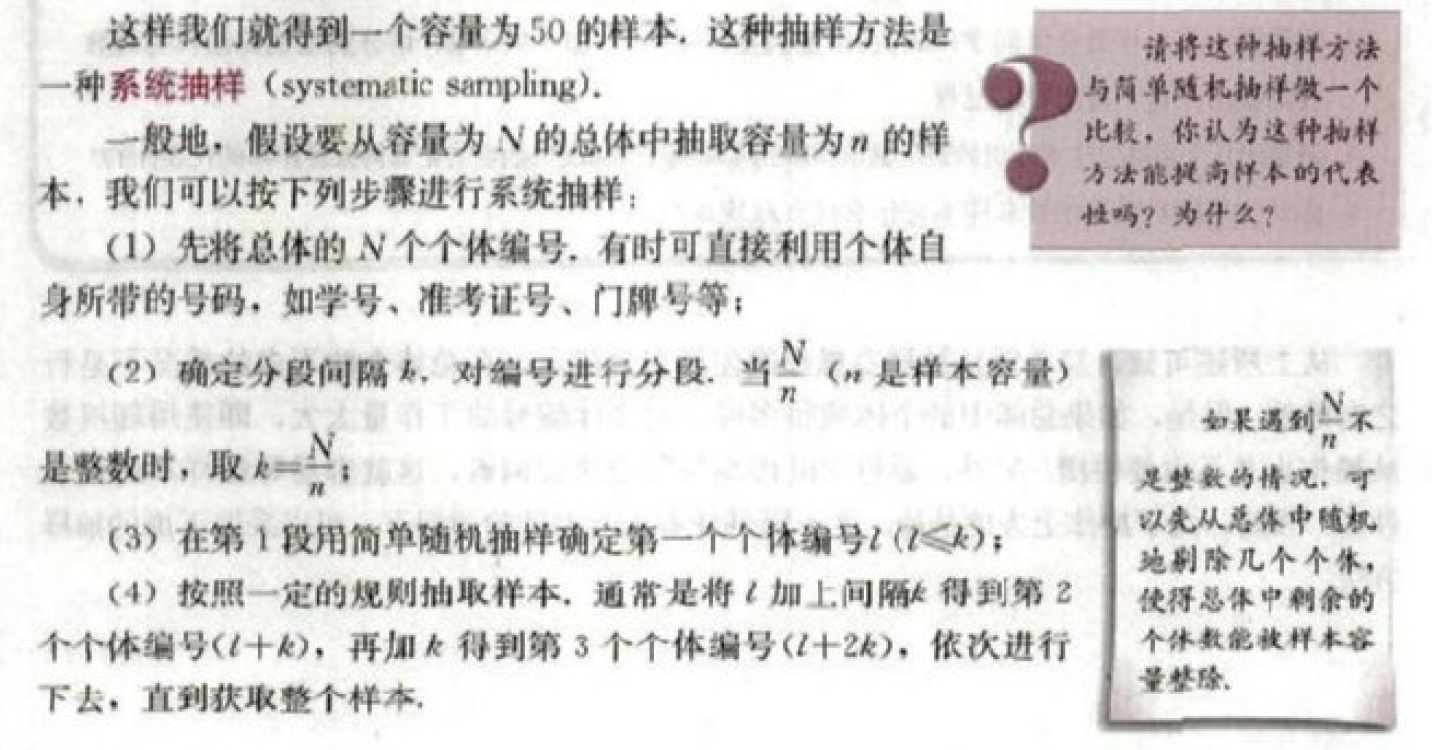 这样我们就得到一个容量为50的样本. 这种抽样方法是
一种系统抽样（systematic sampling）.
一般地，假设要从容量为N的总体中抽取容量为n的样
本，我们可以按下列步骤进行系统抽样：
（1）先将总体的N个个体编号. 有时可直接利用个体自
身所带的号码，如学号、准考证号、门牌号等；
（2）确定分段间隔k. 对编号进行分段. 当N/n（n是样本容量）
是整数时，取k=N/n；
（3）在第1段用简单随机抽样确定第一个个体编号l（l≤k）；
（4）按照一定的规则抽取样本. 通常是将l加上间隔k得到第2
个个体编号(l+k)，再加k得到第3个个体编号(l+2k)，依次进行
下去，直到获取整个样本.
请将这种抽样方法
与简单随机抽样做一个
比较，你认为这种抽样
方法能提高样本的代表
性吗？为什么？
如果遇到N/n不
是整数的情况. 可
以先从总体中随机
地剔除几个个体，
使得总体中剩余的
个体数能被样本容
量整除.